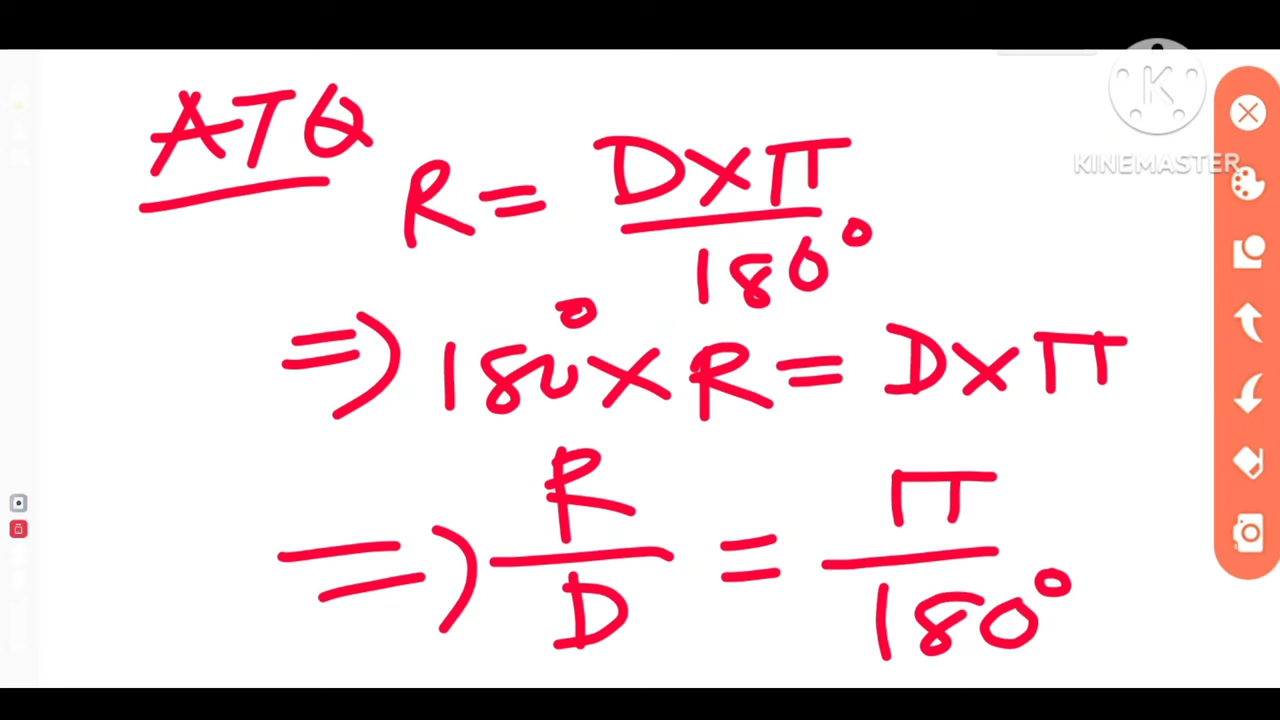 ATQ
R = D×π/180°
⇒ 180° × R = D×π
⇒ R/D = π/180°
K
KINEMASTER